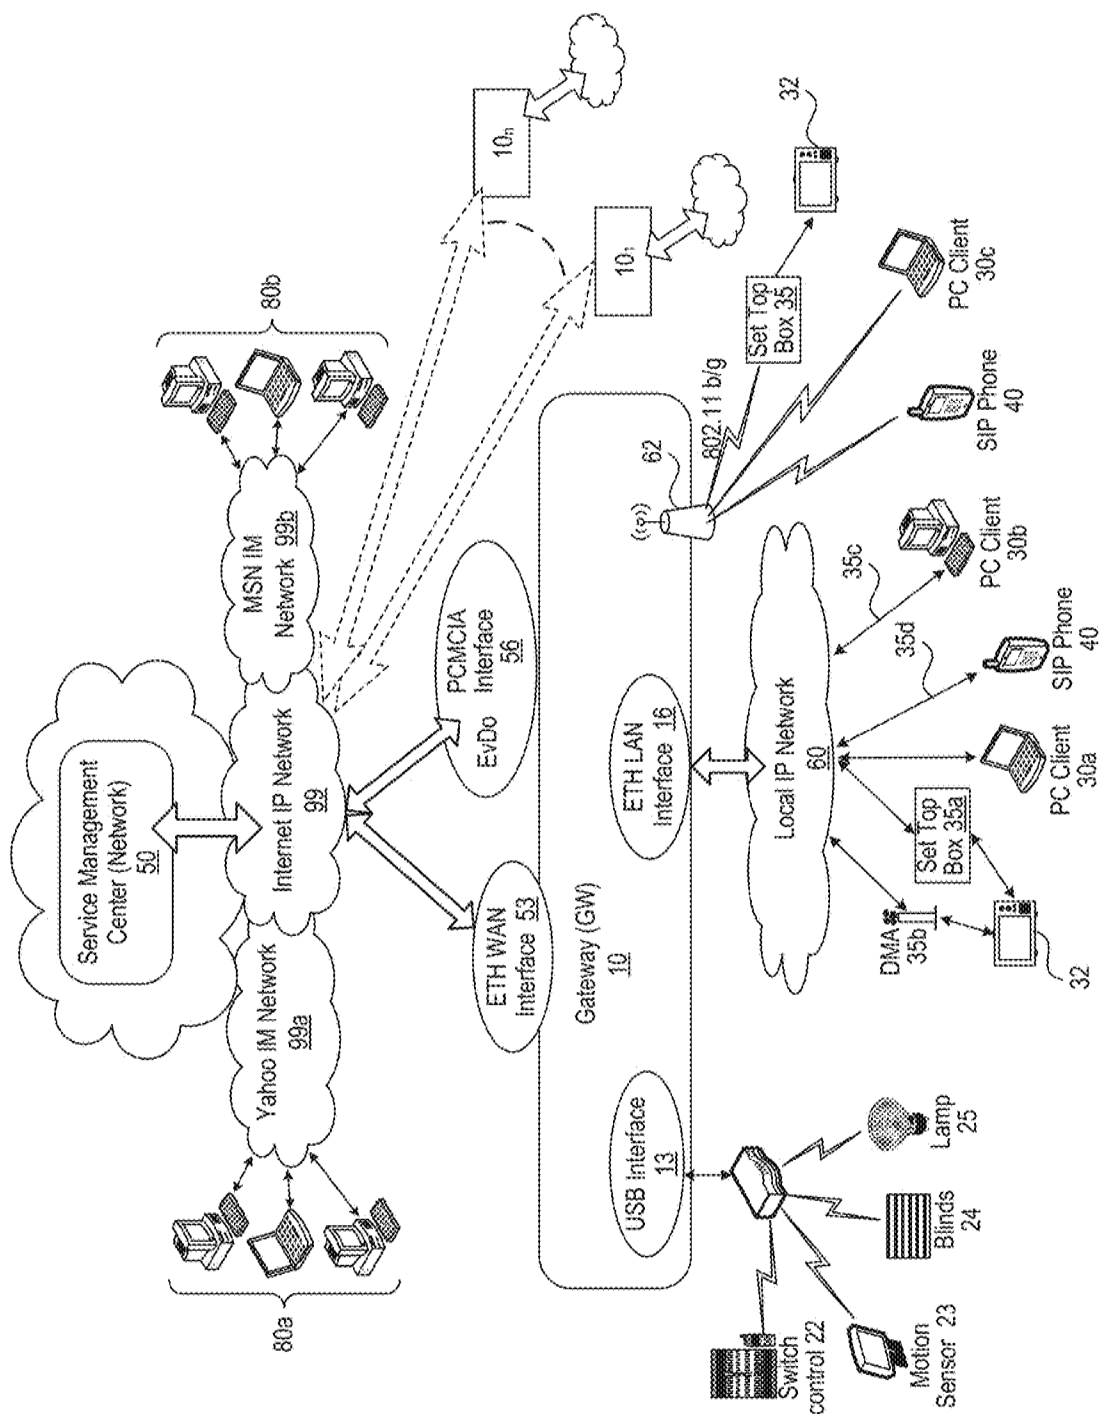 Service Management
Center (Network)
50
80a
Yahoo IM Network
99a
Internet IP Network
99
MSN IM
Network 99b
80b
ETH WAN
Interface 53
PCMCIA
Interface
EvDo
56
10n
10₁
Gateway (GW)
10
USB Interface
13
ETH LAN
Interface 16
62
802.11 b/g
Set Top
Box 35
32
Local IP Network
60
35c
35d
Switch
control 22
Motion
Sensor 23
Blinds
24
Lamp
25
DMA
35b
32
Set Top
Box 35a
PC Client
30a
SIP Phone
40
PC Client
30b
SIP Phone
40
PC Client
30c